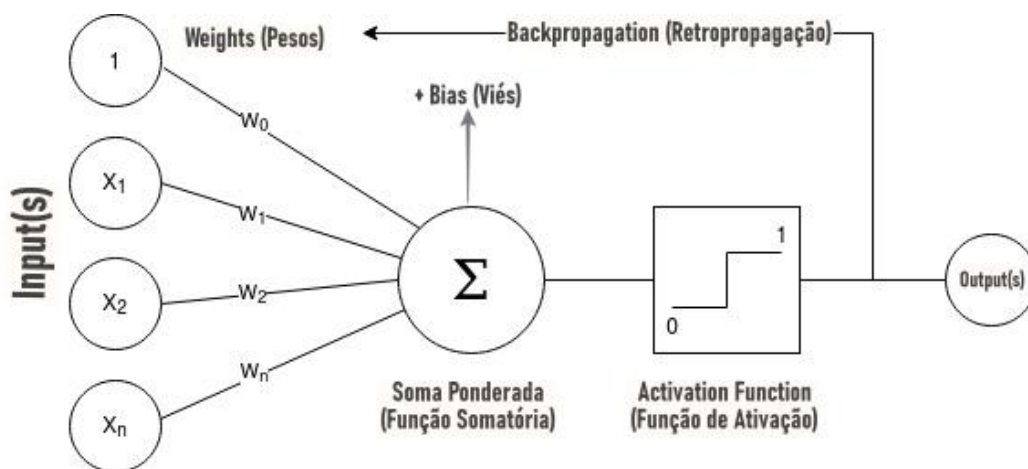 Weights (Pesos)
Backpropagation (Retropropagação)
+ Bias (Viés)
Input(s)
1
X1
X2
Xn
W0
W1
W2
Wn
Σ
1
0
Output(s)
Soma Ponderada
(Função Somatória)
Activation Function
(Função de Ativação)